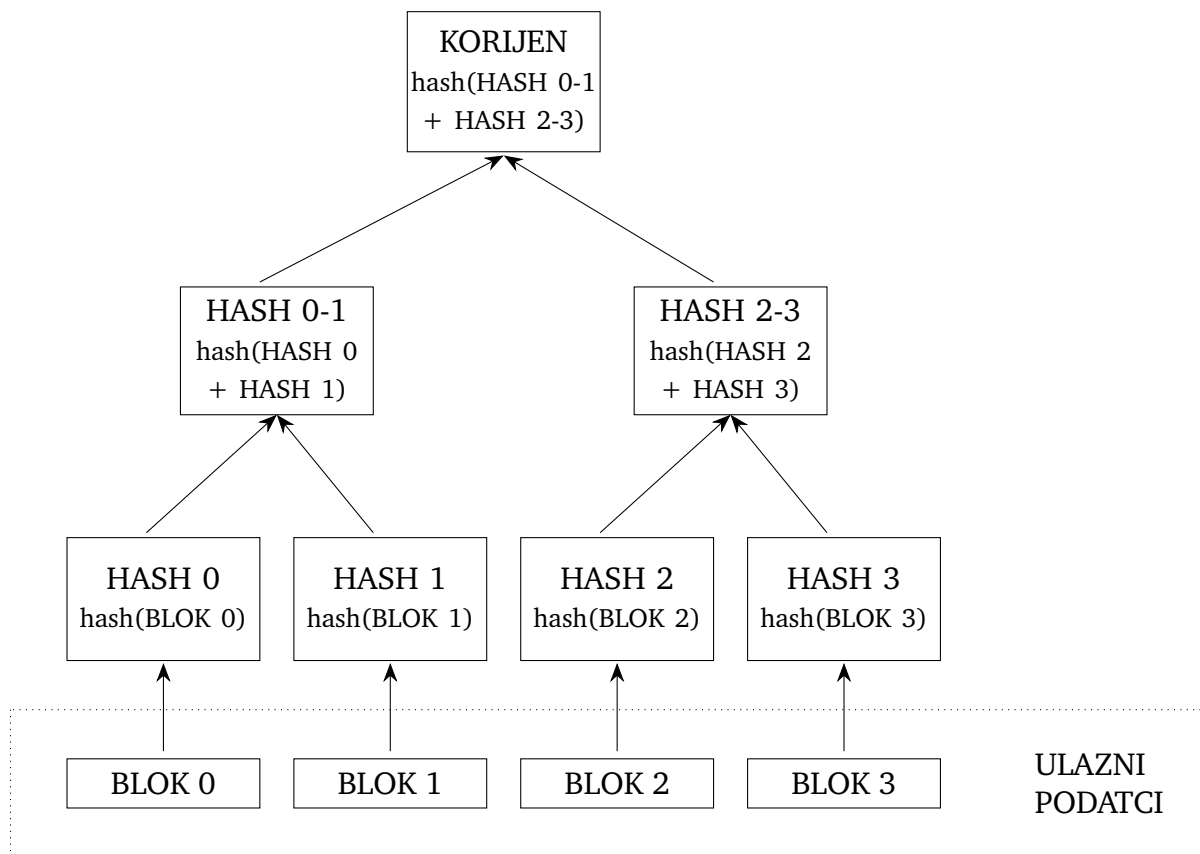 KORIJEN
hash(HASH 0-1
+ HASH 2-3)
HASH 0-1
hash(HASH 0
+ HASH 1)
HASH 2-3
hash(HASH 2
+ HASH 3)
HASH 0
hash(BLOK 0)
HASH 1
hash(BLOK 1)
HASH 2
hash(BLOK 2)
HASH 3
hash(BLOK 3)
BLOK 0
BLOK 1
BLOK 2
BLOK 3
ULAZNI
PODATCI